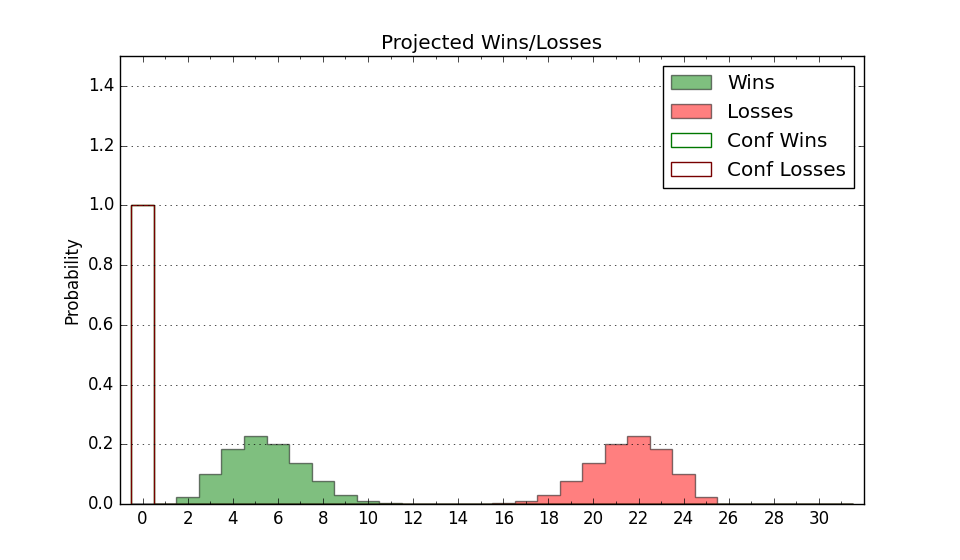 Projected Wins/Losses
Wins
Losses
Conf Wins
Conf Losses
Probability
1.4
1.2
1.0
0.8
0.6
0.4
0.2
0.0
0 2 4 6 8 10 12 14 16 18 20 22 24 26 28 30